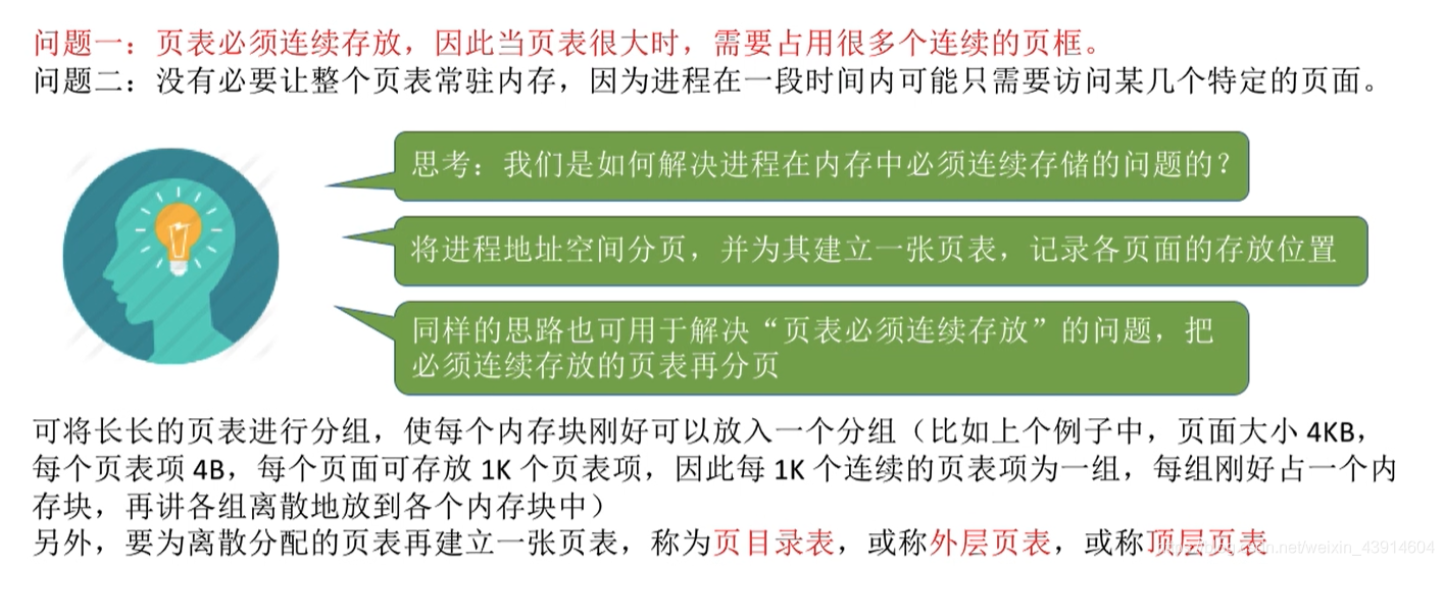 问题一：页表必须连续存放，因此当页表很大时，需要占用很多个连续的页框。
问题二：没有必要让整个页表常驻内存，因为进程在一段时间内可能只需要访问某几个特定的页面。
思考：我们是如何解决进程在内存中必须连续存储的问题的？
将进程地址空间分页，并为其建立一张页表，记录各页面的存放位置
同样的思路也可用于解决“页表必须连续存放”的问题，把
必须连续存放的页表再分页
可将长长的页表进行分组，使每个内存块刚好可以放入一个分组（比如上个例子中，页面大小 4KB，
每个页表项 4B，每个页面可存放 1K 个页表项，因此每 1K 个连续的页表项为一组，每组刚好占一个内
存块，再讲各组离散地放到各个内存块中）
另外，要为离散分配的页表再建立一张页表，称为页目录表，或称外层页表，或称顶层页表
net/weixin_43914604